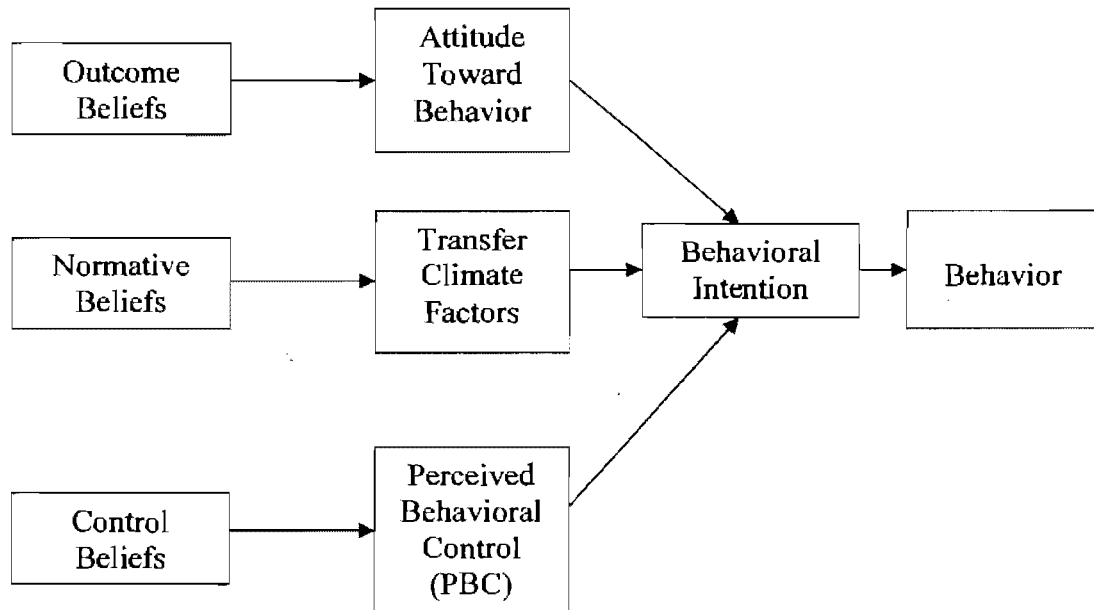 Outcome
Beliefs
Attitude
Toward
Behavior
Normative
Beliefs
Transfer
Climate
Factors
Behavioral
Intention
Behavior
Control
Beliefs
Perceived
Behavioral
Control
(PBC)